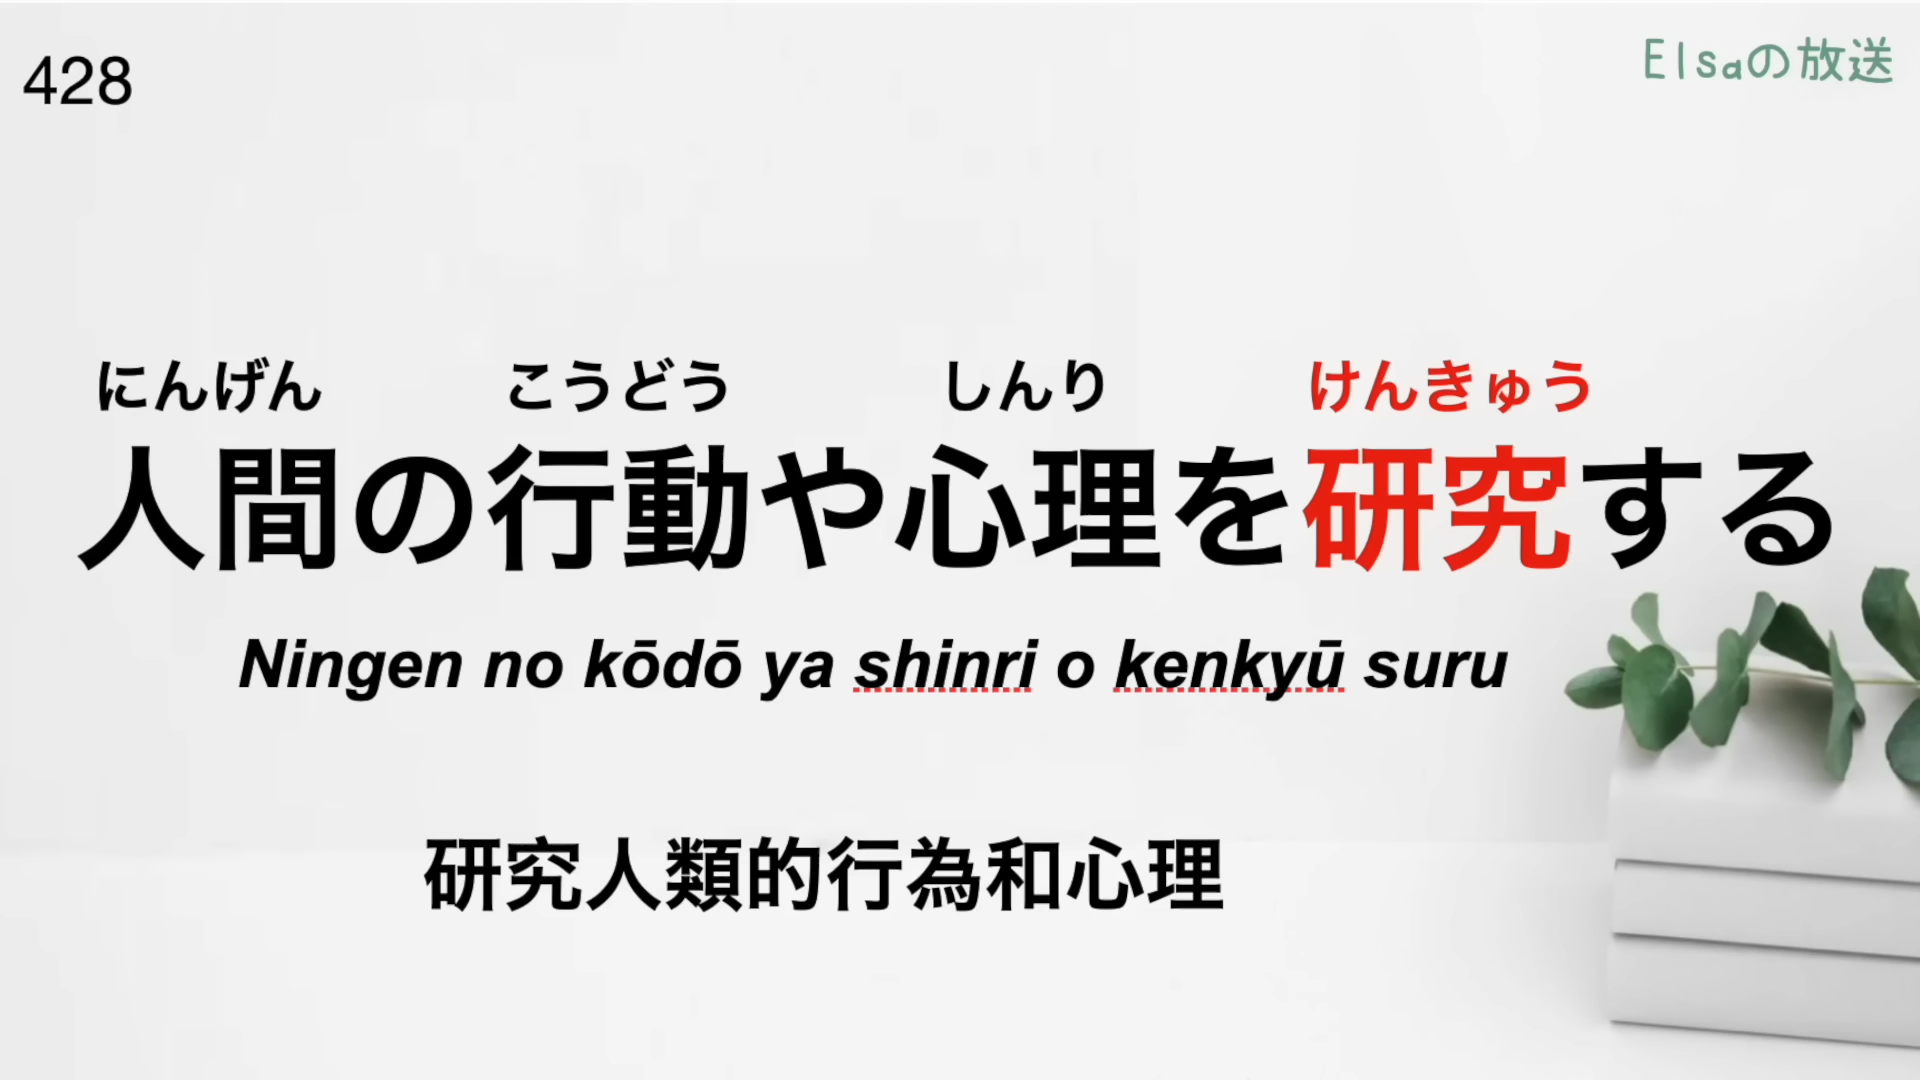 428
Elsaの放送
にんげん こうどう しんり けんきゅう
人間の行動や心理を研究する
Ningen no kōdō ya shinri o kenkyū suru
研究人類的行為和心理